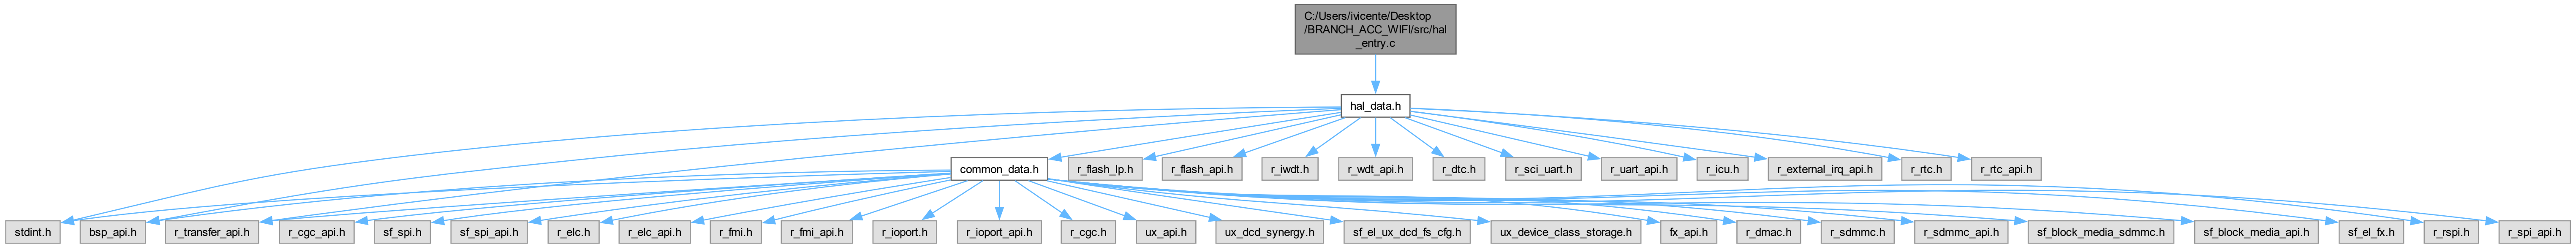 C:/Users/ivicente/Desktop
/BRANCH_ACC_WIFI/src/hal
_entry.c
hal_data.h
common_data.h
r_flash_lp.h
r_flash_api.h
r_iwdt.h
r_wdt_api.h
r_dtc.h
r_sci_uart.h
r_uart_api.h
r_icu.h
r_external_irq_api.h
r_rtc.h
r_rtc_api.h
stdint.h
bsp_api.h
r_transfer_api.h
r_cgc_api.h
sf_spi.h
sf_spi_api.h
r_elc.h
r_elc_api.h
r_fmi.h
r_fmi_api.h
r_ioport.h
r_ioport_api.h
r_cgc.h
ux_api.h
ux_dcd_synergy.h
sf_el_ux_dcd_fs_cfg.h
ux_device_class_storage.h
fx_api.h
r_dmac.h
r_sdmmc.h
r_sdmmc_api.h
sf_block_media_sdmmc.h
sf_block_media_api.h
sf_el_fx.h
r_rspi.h
r_spi_api.h